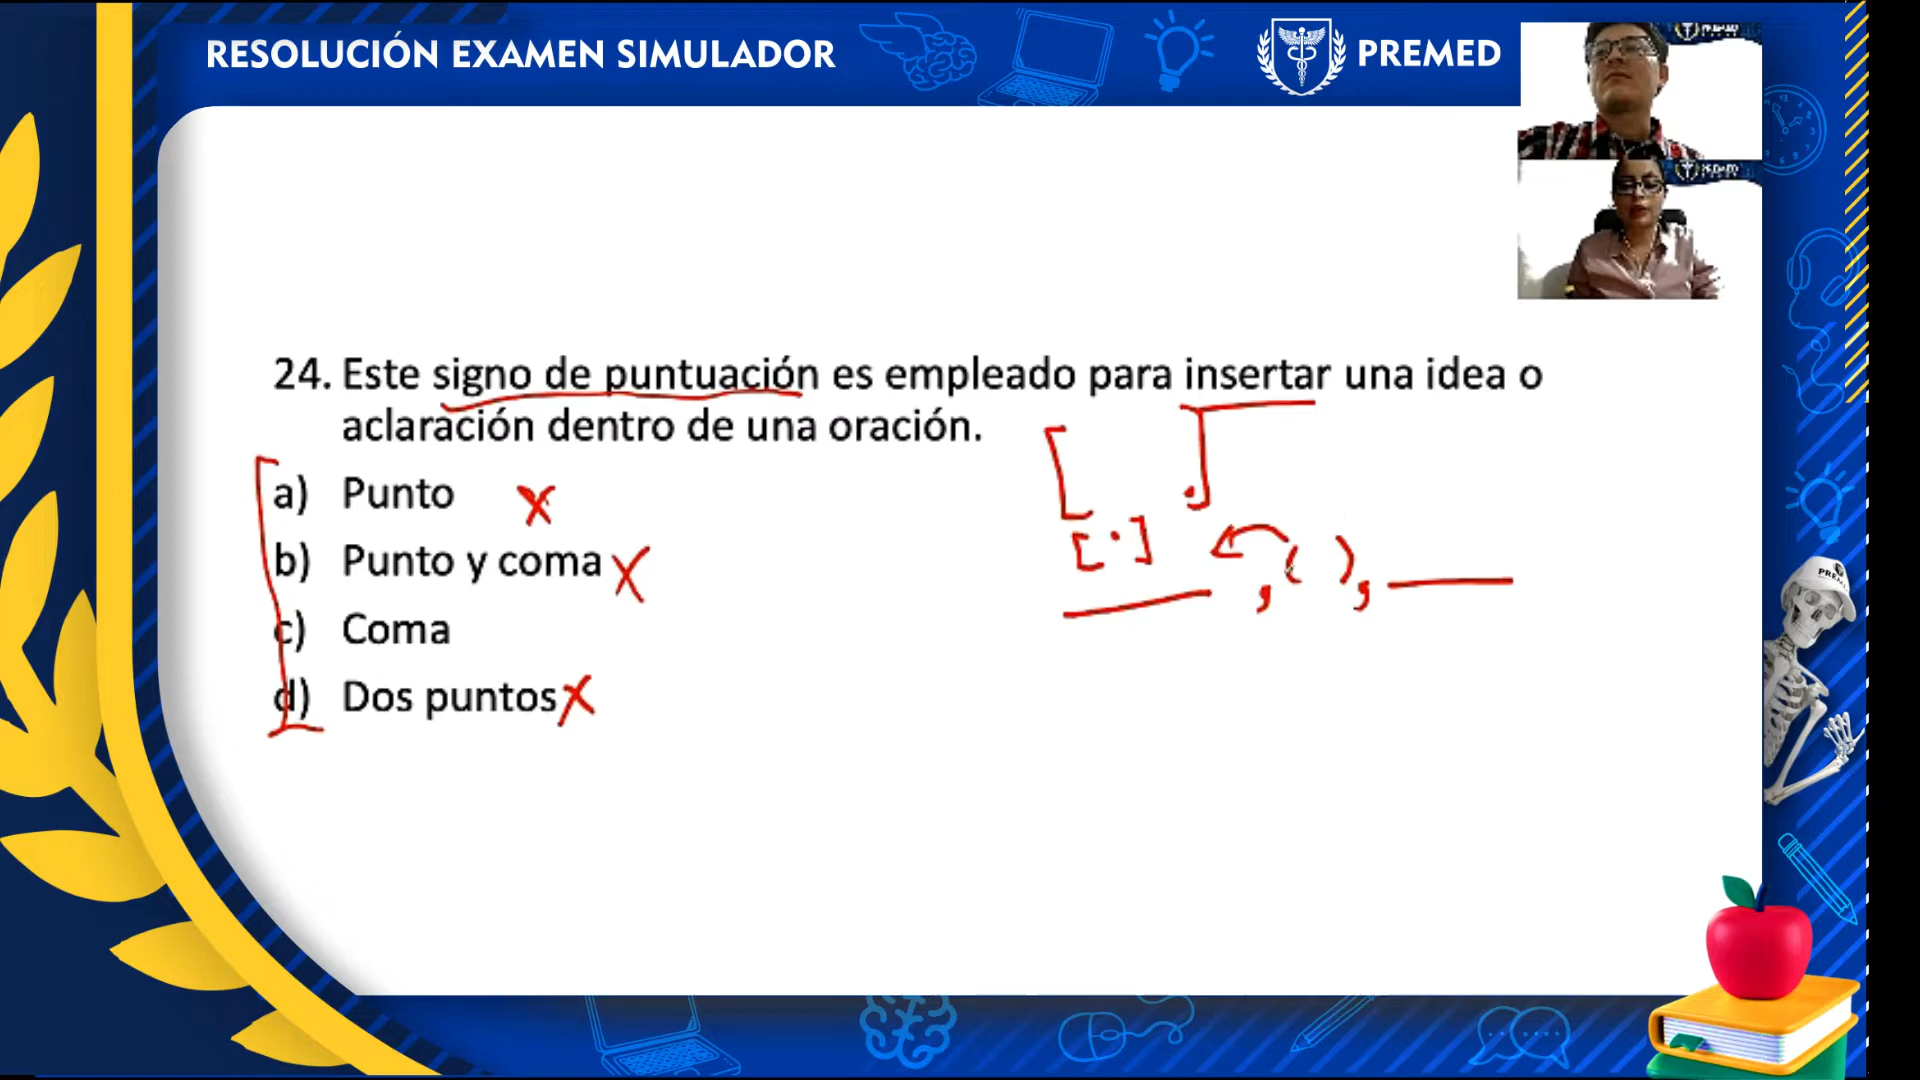 RESOLUCIÓN EXAMEN SIMULADOR
PREMED
24. Este signo de puntuación es empleado para insertar una idea o
aclaración dentro de una oración.
a) Punto
b) Punto y coma
c) Coma
d) Dos puntos